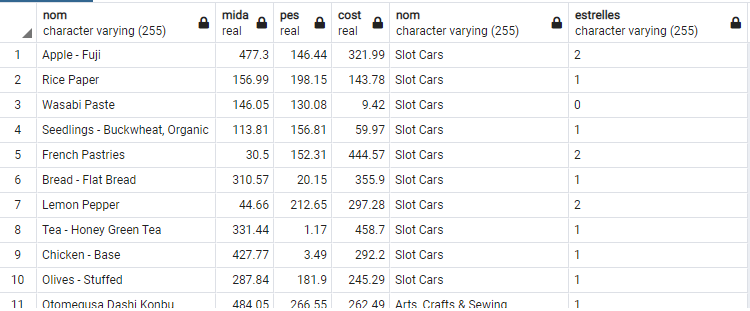 nom mida pes cost nom estrelles
character varying (255) real real real character varying (255) character varying (255)
1 Apple - Fuji 477.3 146.44 321.99 Slot Cars 2
2 Rice Paper 156.99 198.15 143.78 Slot Cars 1
3 Wasabi Paste 146.05 130.08 9.42 Slot Cars 0
4 Seedlings - Buckwheat, Organic 113.81 156.81 59.97 Slot Cars 1
5 French Pastries 30.5 152.31 444.57 Slot Cars 2
6 Bread - Flat Bread 310.57 20.15 355.9 Slot Cars 1
7 Lemon Pepper 44.66 212.65 297.28 Slot Cars 2
8 Tea - Honey Green Tea 331.44 1.17 458.7 Slot Cars 1
9 Chicken - Base 427.77 3.49 292.2 Slot Cars 1
10 Olives - Stuffed 287.84 181.9 245.29 Slot Cars 1
11 Otomegusa Dashi Konbu 484.05 266.55 262.49 Arts, Crafts & Sewing 1